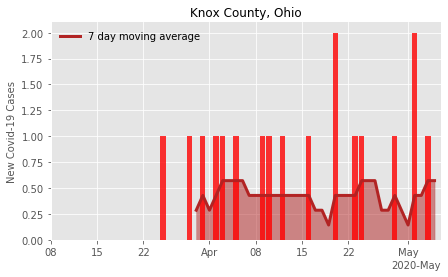 Knox County, Ohio
7 day moving average
New Covid-19 Cases
2.00
1.75
1.50
1.25
1.00
0.75
0.50
0.25
0.00
08 15 22 Apr 08 15 22 May
2020-May